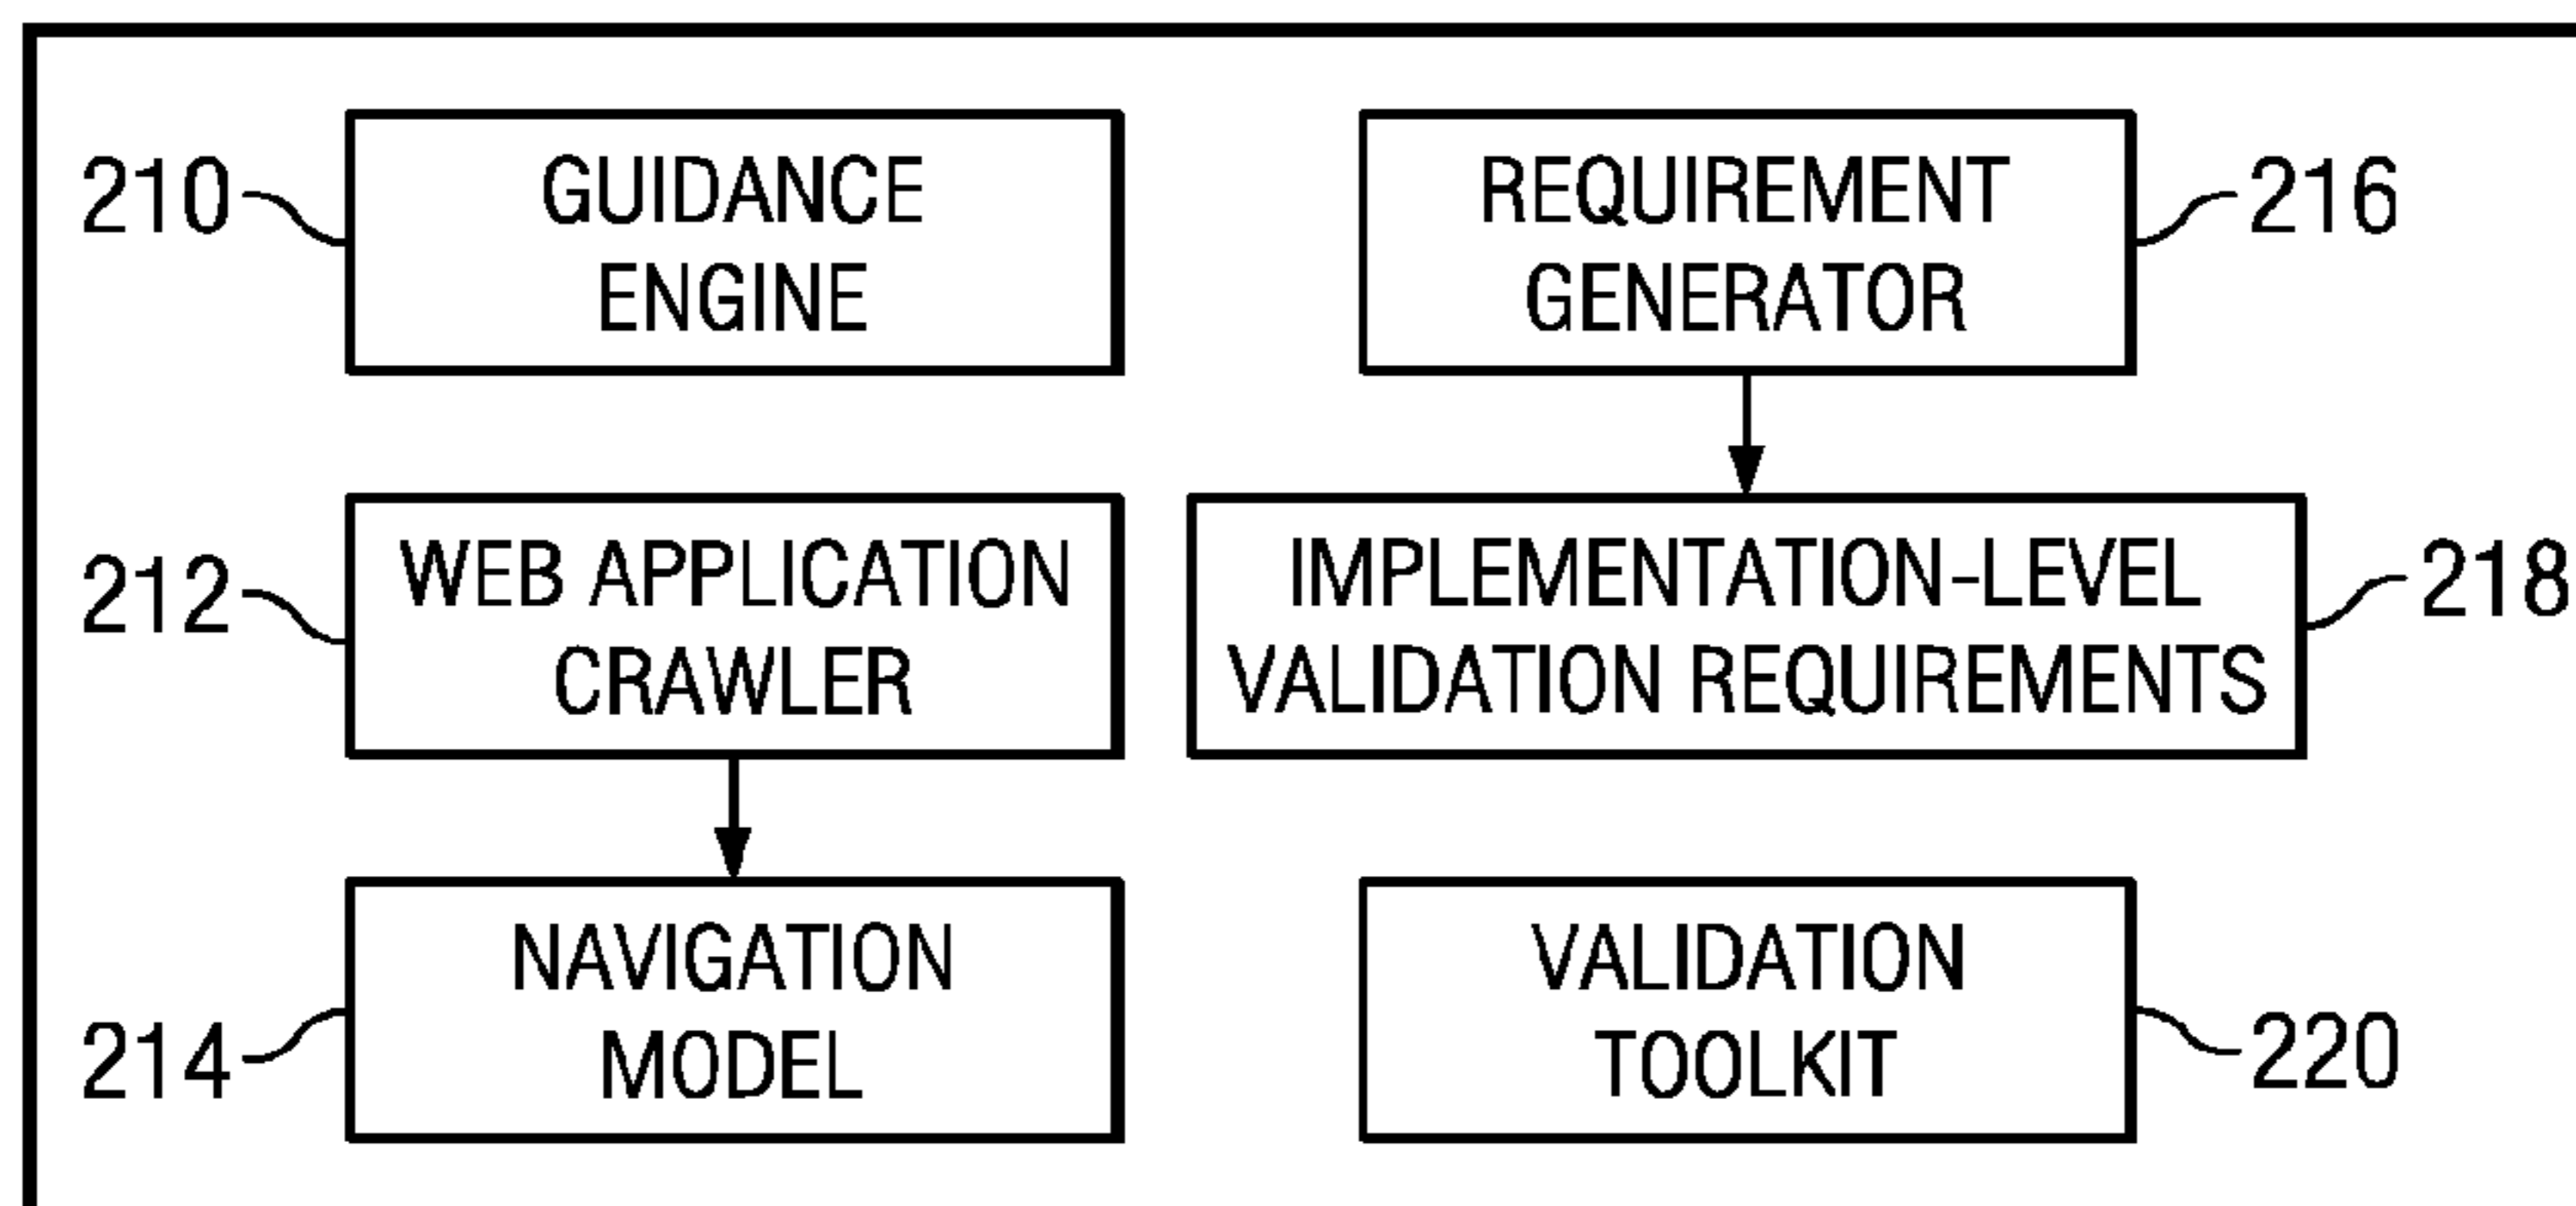 210
GUIDANCE
ENGINE
REQUIREMENT
GENERATOR
216
212
WEB APPLICATION
CRAWLER
IMPLEMENTATION-LEVEL
VALIDATION REQUIREMENTS
218
214
NAVIGATION
MODEL
VALIDATION
TOOLKIT
220